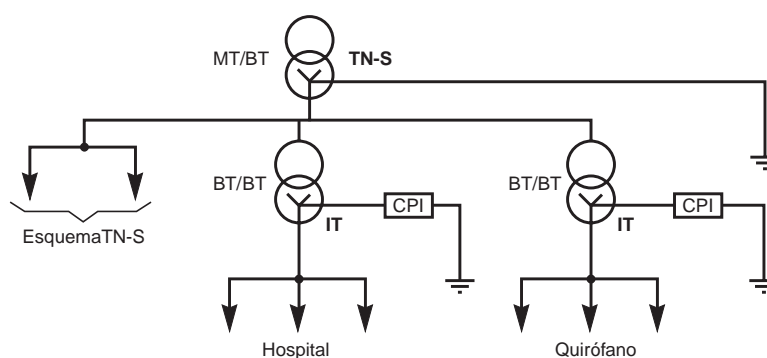 MT/BT TN-S
BT/BT CPI BT/BT CPI
IT IT
EsquemaTN-S
Hospital Quirófano